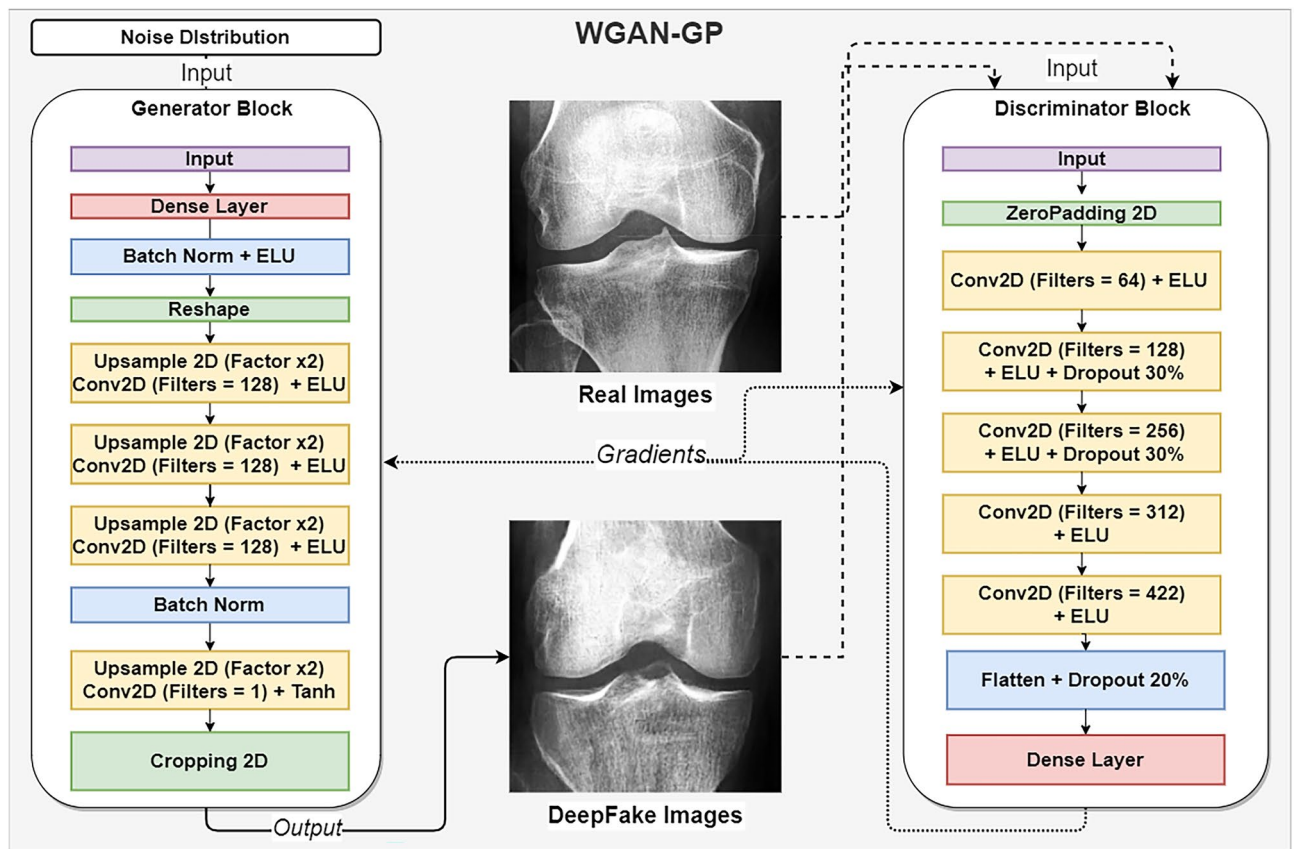 WGAN-GP
Noise DIstribution
Input
Generator Block
Input
Dense Layer
Batch Norm + ELU
Reshape
Upsample 2D (Factor x2)
Conv2D (Filters = 128) + ELU
Upsample 2D (Factor x2)
Conv2D (Filters = 128) + ELU
Upsample 2D (Factor x2)
Conv2D (Filters = 128) + ELU
Batch Norm
Upsample 2D (Factor x2)
Conv2D (Filters = 1) + Tanh
Cropping 2D
Output
Real Images
Gradients
DeepFake Images
Input
Discriminator Block
Input
ZeroPadding 2D
Conv2D (Filters = 64) + ELU
Conv2D (Filters = 128)
+ ELU + Dropout 30%
Conv2D (Filters = 256)
+ ELU + Dropout 30%
Conv2D (Filters = 312)
+ ELU
Conv2D (Filters = 422)
+ ELU
Flatten + Dropout 20%
Dense Layer